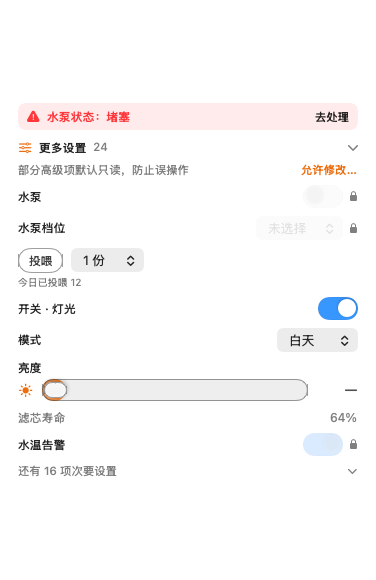 水泵状态：堵塞 去处理
更多设置 24
部分高级项默认只读，防止误操作 允许修改...
水泵
水泵档位 未选择
投喂 1 份
今日已投喂 12
开关 · 灯光
模式 白天
亮度 —
滤芯寿命 64%
水温告警
还有 16 项次要设置